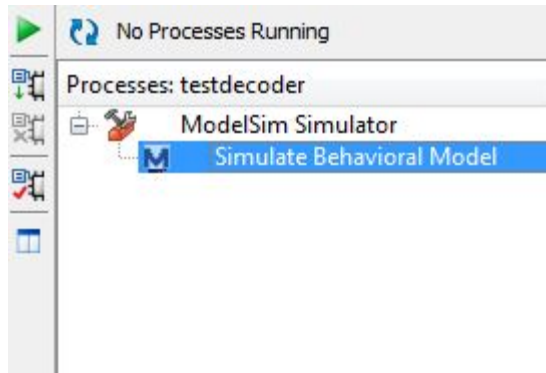 No Processes Running
Processes: testdecoder
ModelSim Simulator
Simulate Behavioral Model